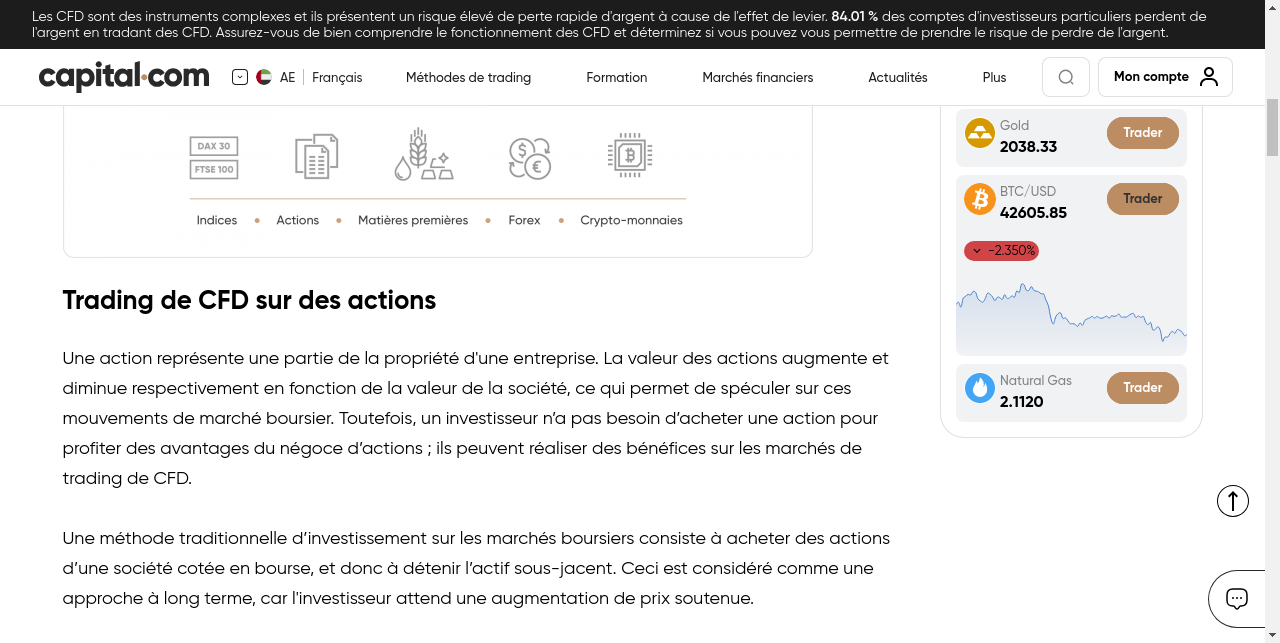 Les CFD sont des instruments complexes et ils présentent un risque élevé de perte rapide d'argent à cause de l'effet de levier. 84.01 % des comptes d'investisseurs particuliers perdent de
l'argent en tradant des CFD. Assurez-vous de bien comprendre le fonctionnement des CFD et déterminez si vous pouvez vous permettre de prendre le risque de perdre de l'argent.
capital.com AE Français Méthodes de trading Formation Marchés financiers Actualités Plus Mon compte
DAX 30
FTSE 100
Indices • Actions • Matières premières • Forex • Crypto-monnaies
Trading de CFD sur des actions
Une action représente une partie de la propriété d'une entreprise. La valeur des actions augmente et
diminue respectivement en fonction de la valeur de la société, ce qui permet de spéculer sur ces
mouvements de marché boursier. Toutefois, un investisseur n’a pas besoin d’acheter une action pour
profiter des avantages du négoce d’actions ; ils peuvent réaliser des bénéfices sur les marchés de
trading de CFD.
Une méthode traditionnelle d’investissement sur les marchés boursiers consiste à acheter des actions
d’une société cotée en bourse, et donc à détenir l’actif sous-jacent. Ceci est considéré comme une
approche à long terme, car l'investisseur attend une augmentation de prix soutenue.
Gold
2038.33
Trader
BTC/USD
42605.85
Trader
-2.350%
Natural Gas
2.1120
Trader